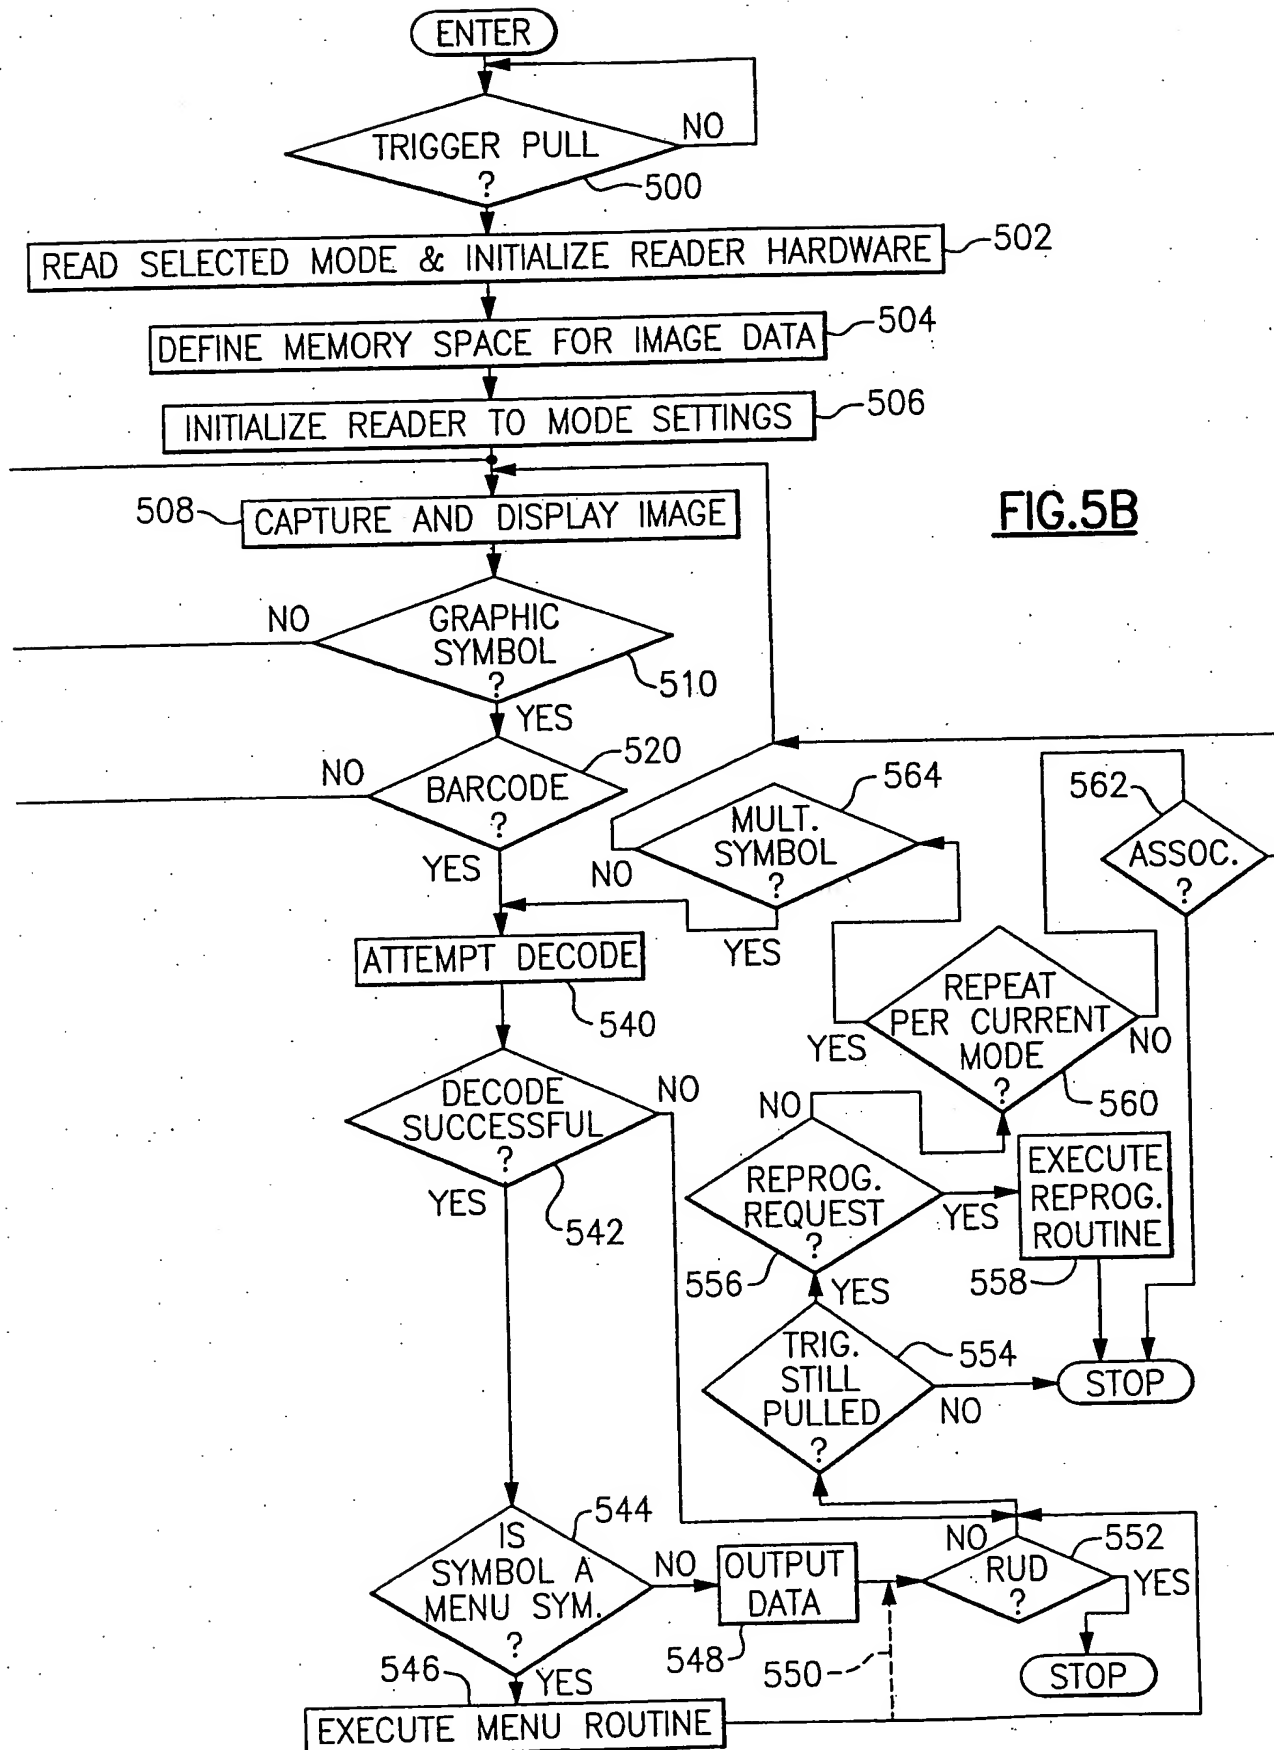 ENTER
TRIGGER PULL
?
NO
500
READ SELECTED MODE & INITIALIZE READER HARDWARE
502
DEFINE MEMORY SPACE FOR IMAGE DATA
504
INITIALIZE READER TO MODE SETTINGS
506
508
CAPTURE AND DISPLAY IMAGE
FIG.5B
NO
GRAPHIC
SYMBOL
?
510
YES
NO
BARCODE
?
520
YES
MULT.
SYMBOL
?
564
NO
YES
562
ASSOC.
?
ATTEMPT DECODE
540
REPEAT
PER CURRENT
MODE
?
YES
NO
560
DECODE
SUCCESSFUL
?
NO
YES
542
NO
REPROG.
REQUEST
?
YES
556
EXECUTE
REPROG.
ROUTINE
558
YES
TRIG.
STILL
PULLED
?
554
NO
STOP
IS
SYMBOL A
MENU SYM.
?
544
NO
YES
OUTPUT
DATA
548
550
NO
RUD
?
552
YES
STOP
546
EXECUTE MENU ROUTINE